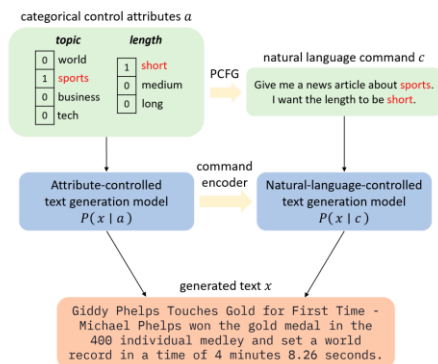 categorical control attributes a
topic
length
0 world
1 sports
0 business
0 tech
1 short
0 medium
0 long
PCFG
natural language command c
Give me a news article about sports.
I want the length to be short.
Attribute-controlled
text generation model
P(x | a)
command
encoder
Natural-language-controlled
text generation model
P(x | c)
generated text x
Giddy Phelps Touches Gold for First Time -
Michael Phelps won the gold medal in the
400 individual medley and set a world
record in a time of 4 minutes 8.26 seconds.